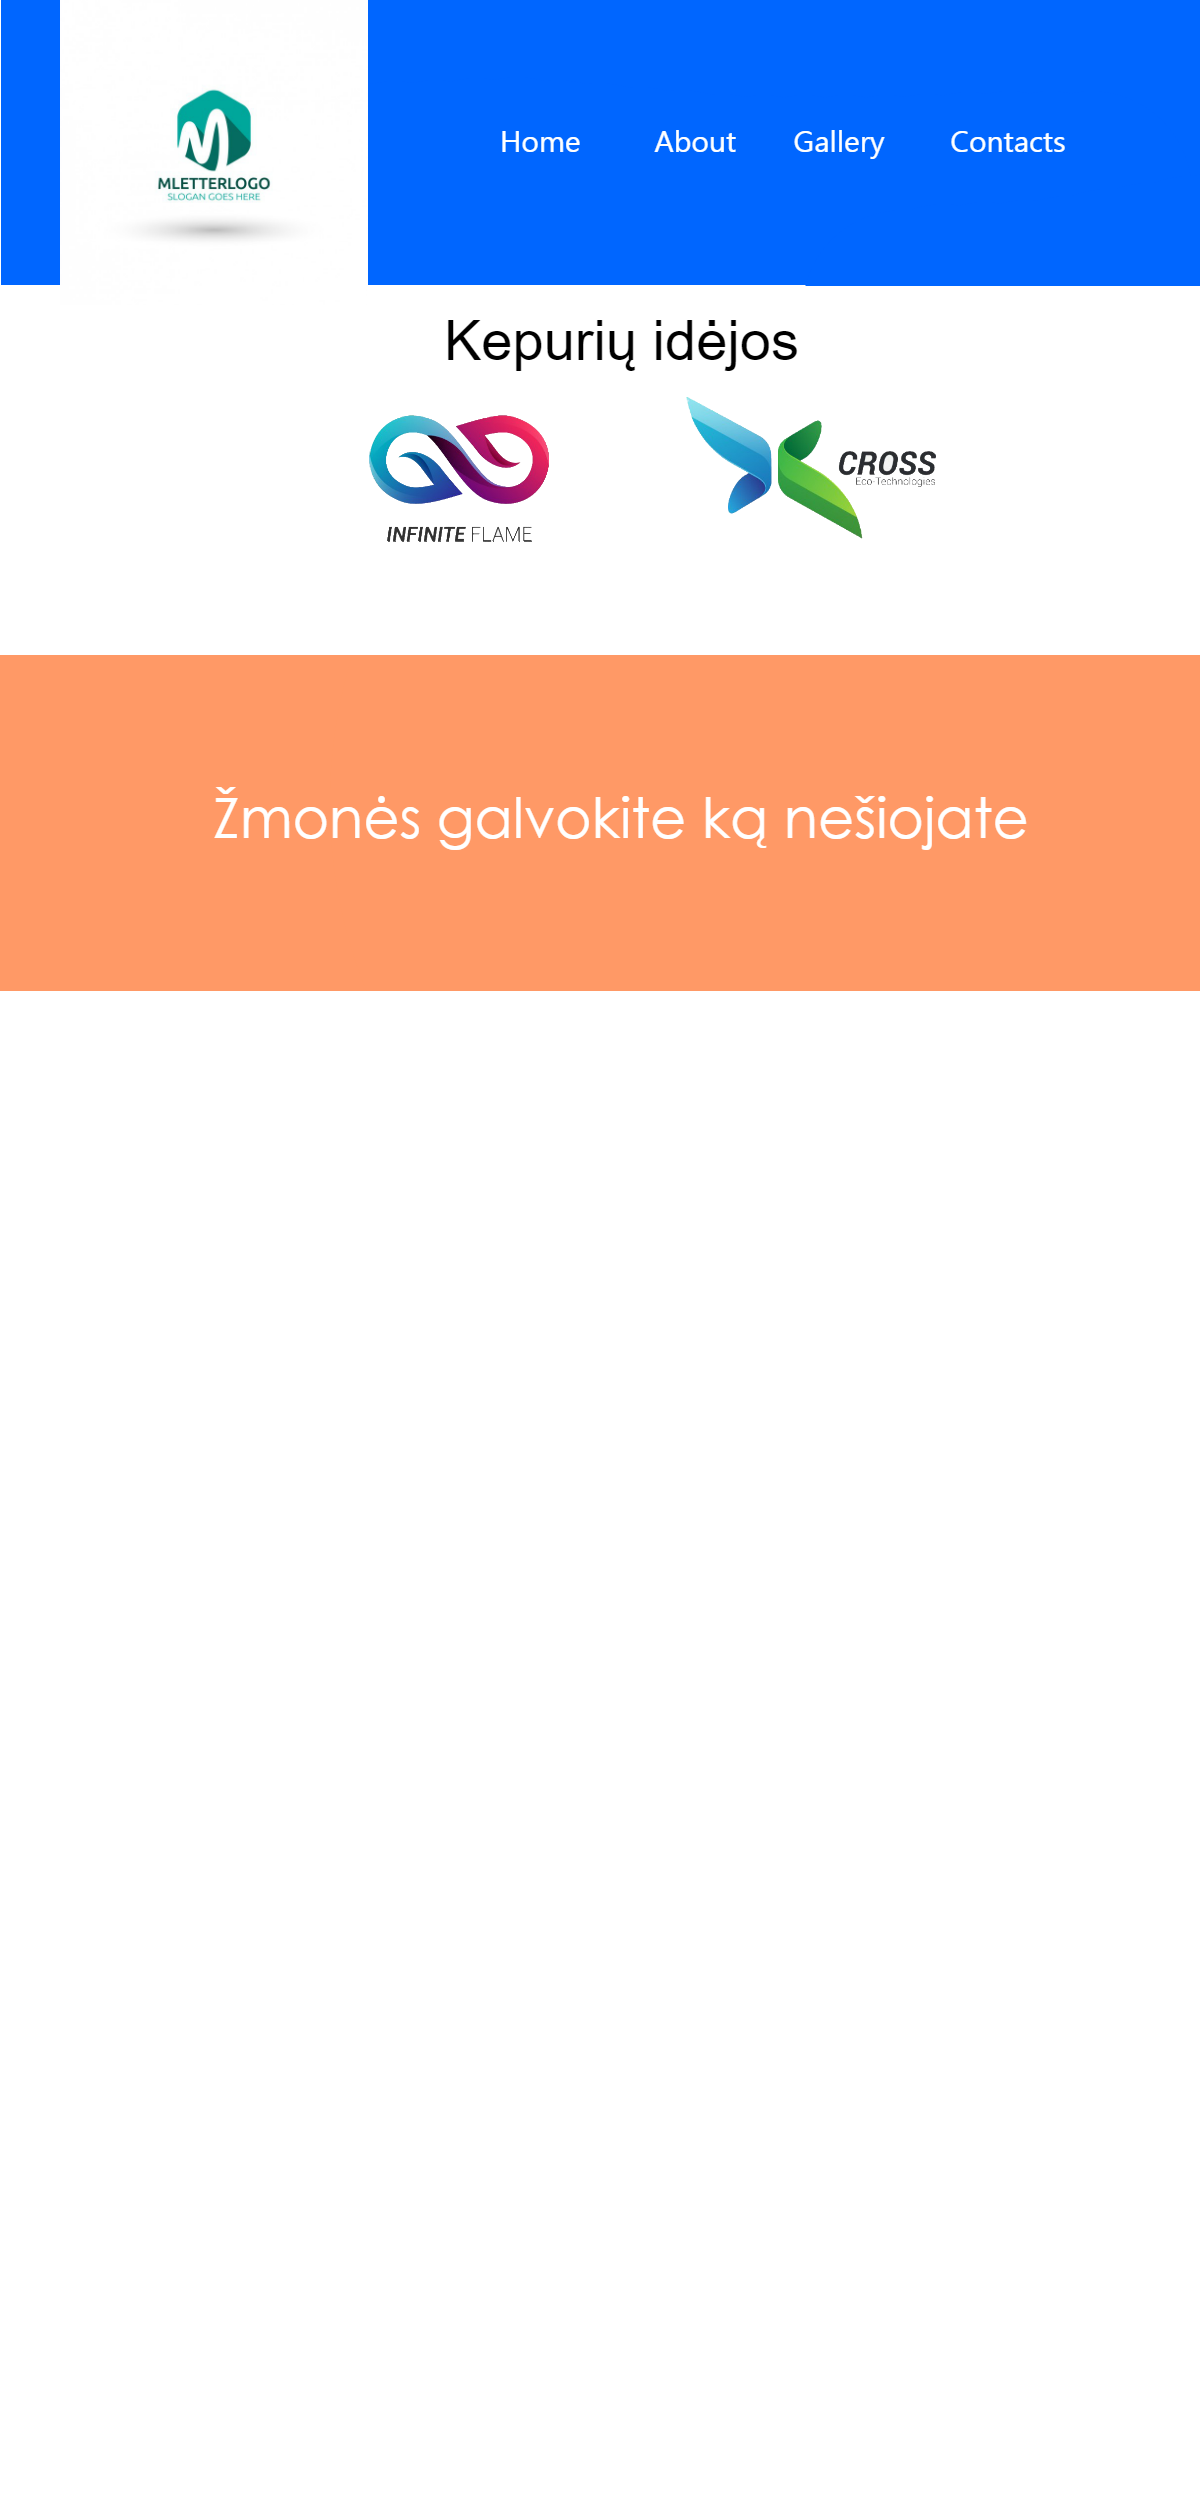 MLETTERLOGO
SLOGAN GOES HERE
Home About Gallery Contacts
Kepurių idėjos
INFINITE FLAME
CROSS
Eco-Technologies
Žmonės galvokite ką nešiojate